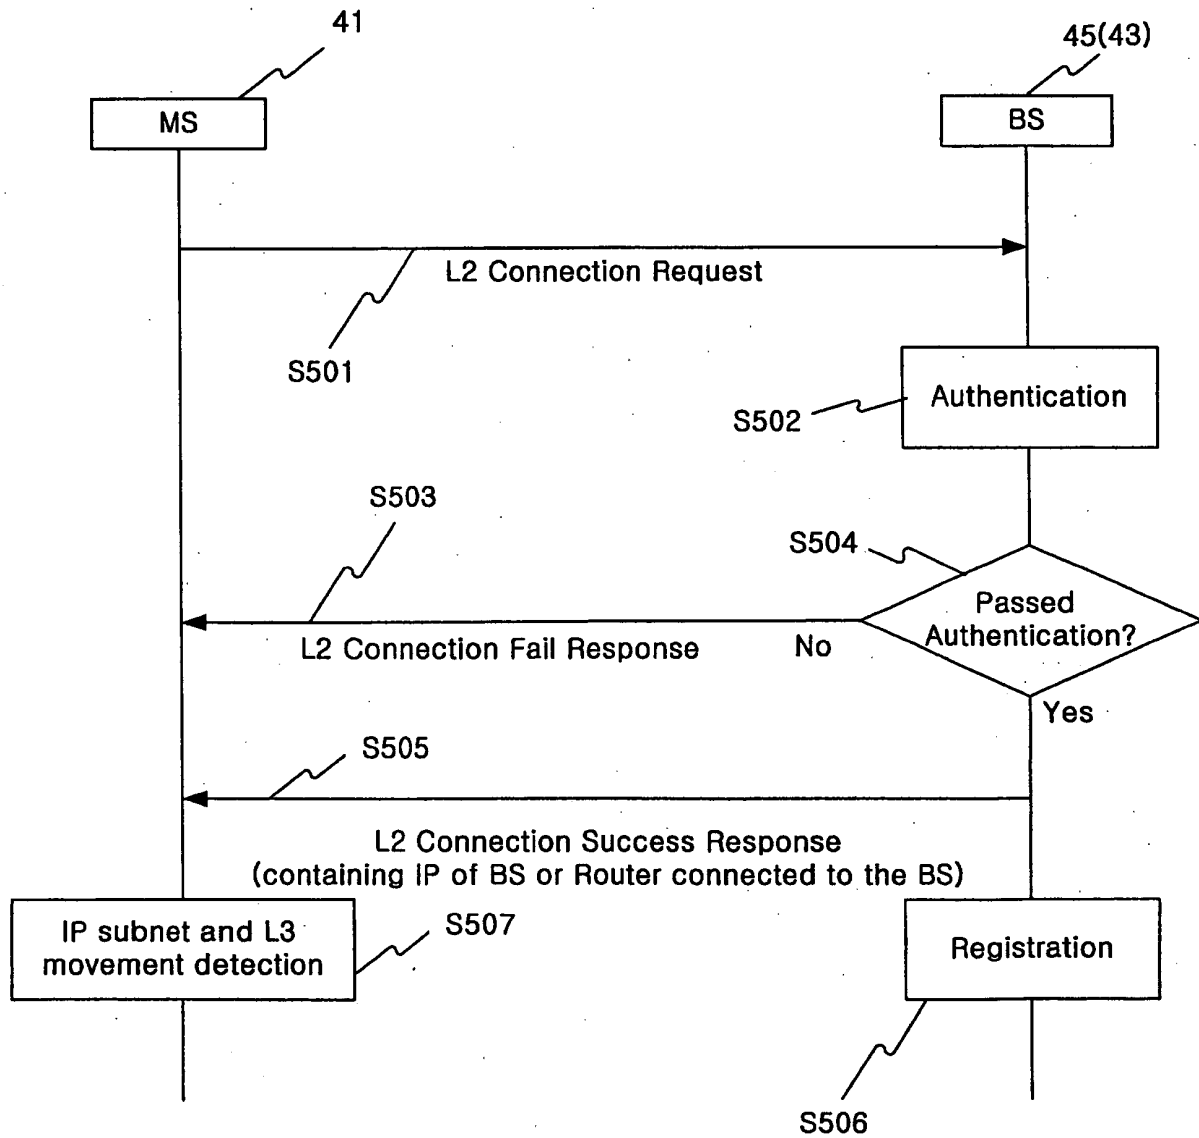 41
45(43)
MS
BS
L2 Connection Request
S501
Authentication
S502
S503
S504
Passed
Authentication?
L2 Connection Fail Response
No
Yes
S505
L2 Connection Success Response
(containing IP of BS or Router connected to the BS)
IP subnet and L3
movement detection
S507
Registration
S506